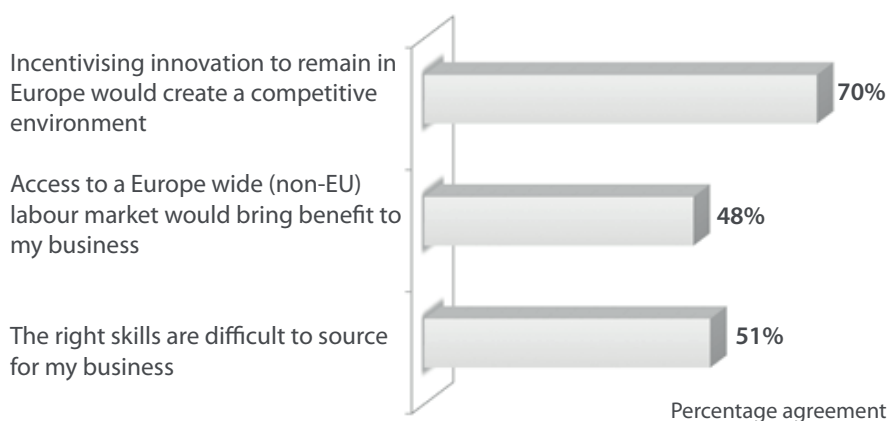 Incentivising innovation to remain in
Europe would create a competitive
environment
70%
Access to a Europe wide (non-EU)
labour market would bring benefit to
my business
48%
The right skills are difficult to source
for my business
51%
Percentage agreement